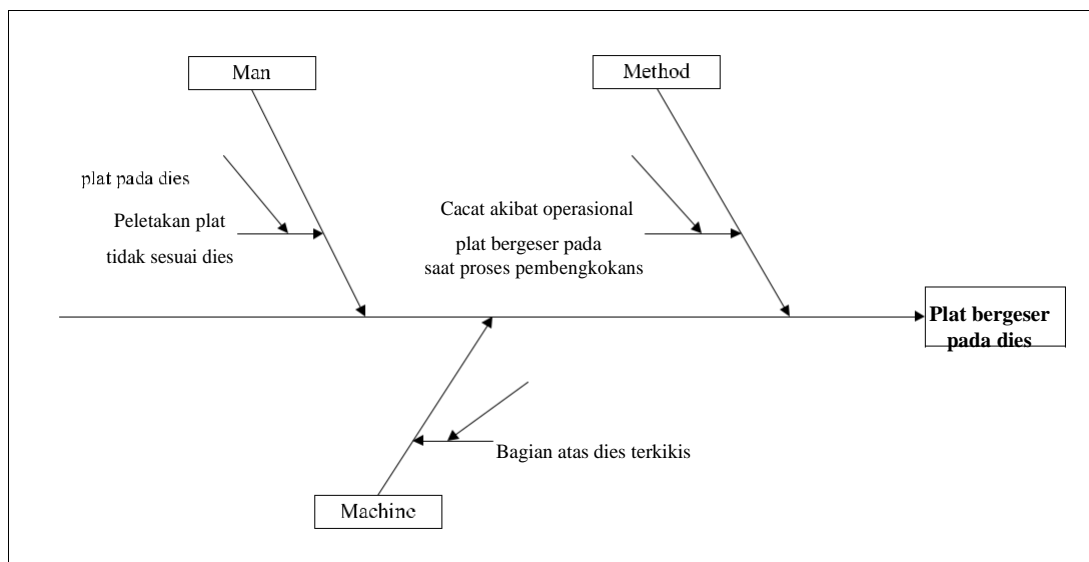 Man
Method
plat pada dies
Peletakan plat
tidak sesuai dies
Cacat akibat operasional
plat bergeser pada
saat proses pembengkokans
Plat bergeser
pada dies
Bagian atas dies terkikis
Machine